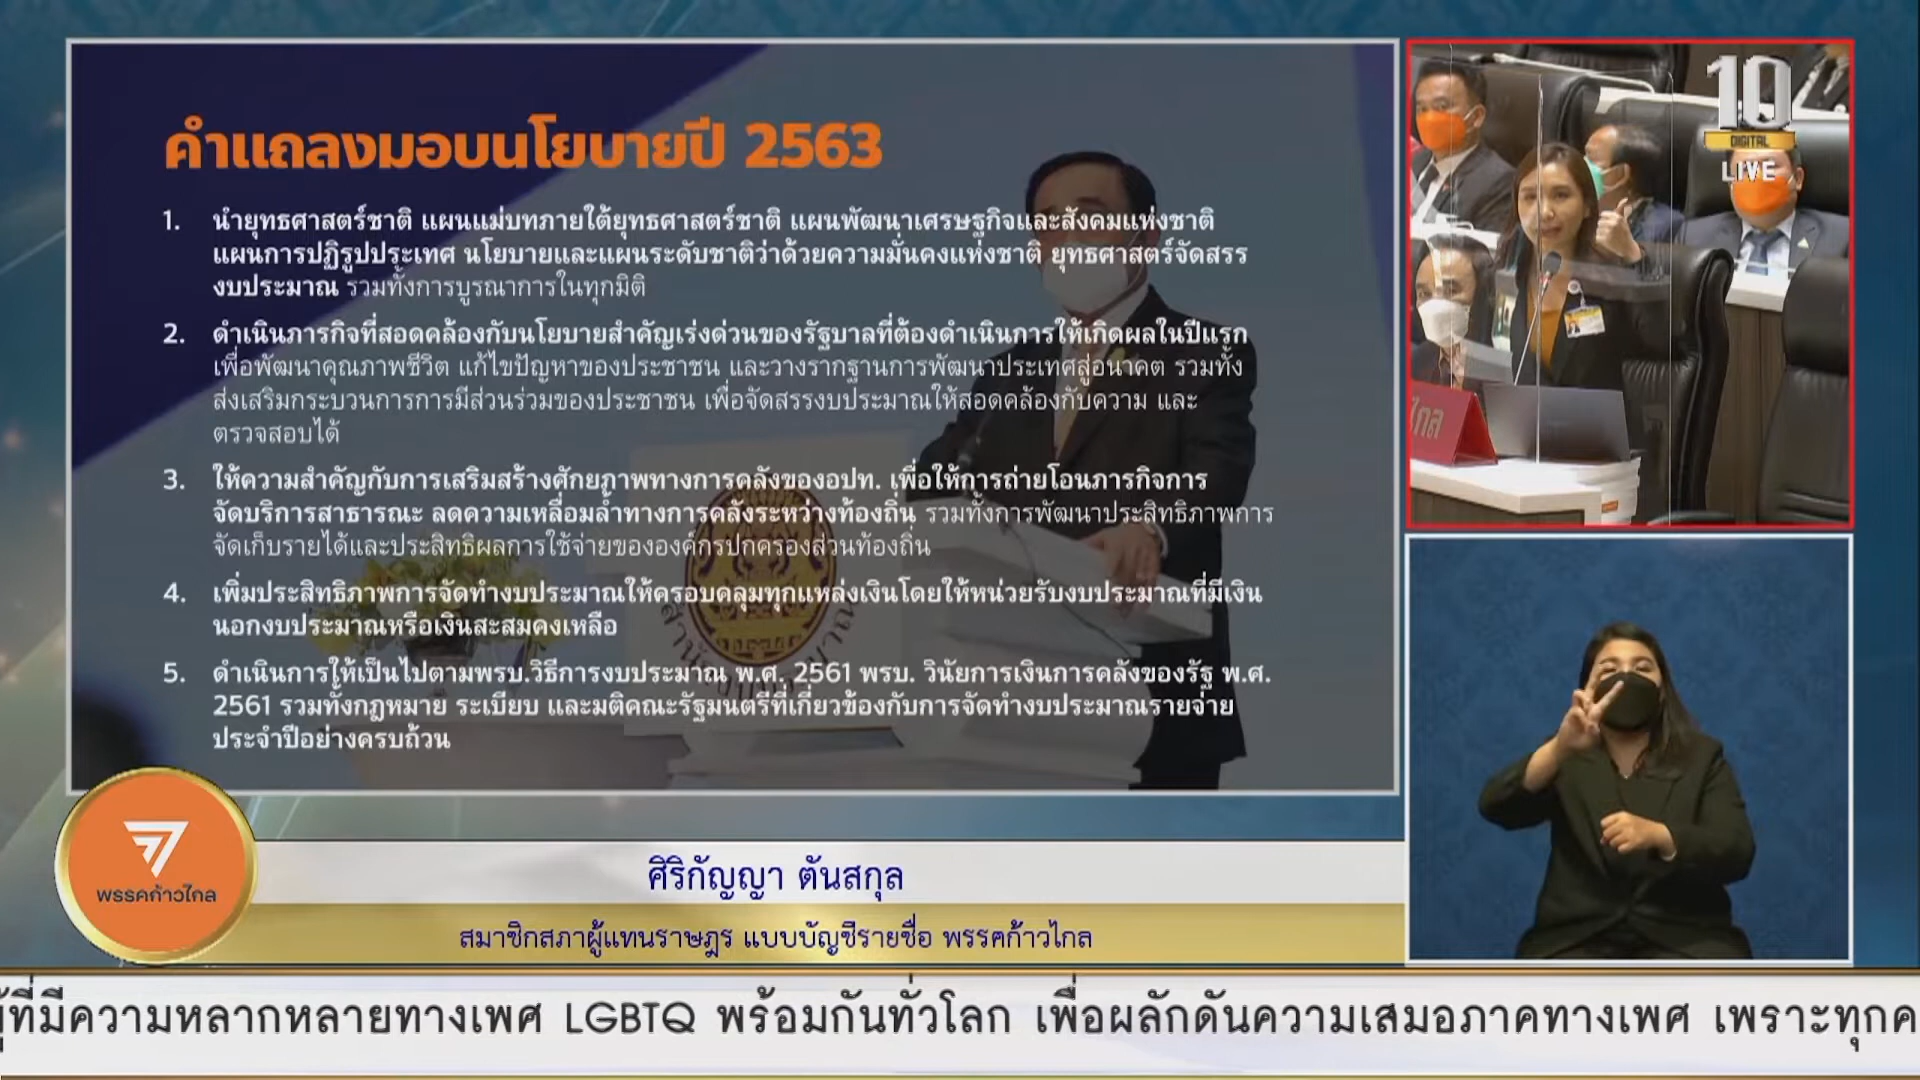 คำแถลงมอบนโยบายปี 2563
1. นำยุทธศาสตร์ชาติ แผนแม่บทภายใต้ยุทธศาสตร์ชาติ แผนพัฒนาเศรษฐกิจและสังคมแห่งชาติ
แผนการปฏิรูปประเทศ นโยบายและแผนระดับชาติว่าด้วยความมั่นคงแห่งชาติ ยุทธศาสตร์จัดสรร
งบประมาณ รวมทั้งการบูรณาการในทุกมิติ
2. ดำเนินภารกิจที่สอดคล้องกับนโยบายสำคัญเร่งด่วนของรัฐบาลที่ต้องดำเนินการให้เกิดผลในปีแรก
เพื่อพัฒนาคุณภาพชีวิต แก้ไขปัญหาของประชาชน และวางรากฐานการพัฒนาประเทศสู่อนาคต รวมทั้ง
ส่งเสริมกระบวนการการมีส่วนร่วมของประชาชน เพื่อจัดสรรงบประมาณให้สอดคล้องกับความ และ
ตรวจสอบได้
3. ให้ความสำคัญกับการเสริมสร้างศักยภาพทางการคลังของอปท. เพื่อให้การถ่ายโอนภารกิจการ
จัดบริการสาธารณะ ลดความเหลื่อมล้ำทางการคลังระหว่างท้องถิ่น รวมทั้งการพัฒนาประสิทธิภาพการ
จัดเก็บรายได้และประสิทธิผลการใช้จ่ายขององค์กรปกครองส่วนท้องถิ่น
4. เพิ่มประสิทธิภาพการจัดทำงบประมาณให้ครอบคลุมทุกแหล่งเงินโดยให้หน่วยรับงบประมาณที่มีเงิน
นอกงบประมาณหรือเงินสะสมคงเหลือ
5. ดำเนินการให้เป็นไปตามพรบ.วิธีการงบประมาณ พ.ศ. 2561 พรบ. วินัยการเงินการคลังของรัฐ พ.ศ.
2561 รวมทั้งกฎหมาย ระเบียบ และมติคณะรัฐมนตรีที่เกี่ยวข้องกับการจัดทำงบประมาณรายจ่าย
ประจำปีอย่างครบถ้วน
10
DIGITAL
LIVE
ไกล
พรรคก้าวไกล
ศิริกัญญา ตันสกุล
สมาชิกสภาผู้แทนราษฎร แบบบัญชีรายชื่อ พรรคก้าวไกล
ผู้ที่มีความหลากหลายทางเพศ LGBTQ พร้อมกันทั่วโลก เพื่อผลักดันความเสมอภาคทางเพศ เพราะทุกค